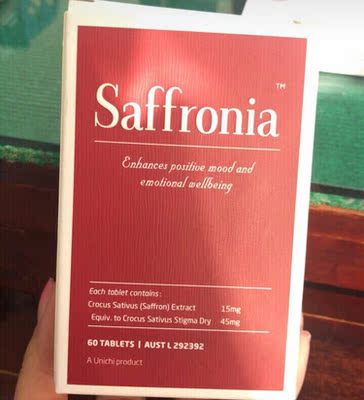 Saffronia™
Enhances positive mood and
emotional wellbeing
Each tablet contains:
Crocus Sativus (Saffron) Extract 15mg
Equiv. to Crocus Sativus Stigma Dry 45mg
60 TABLETS | AUST L 292392
A Unichi product